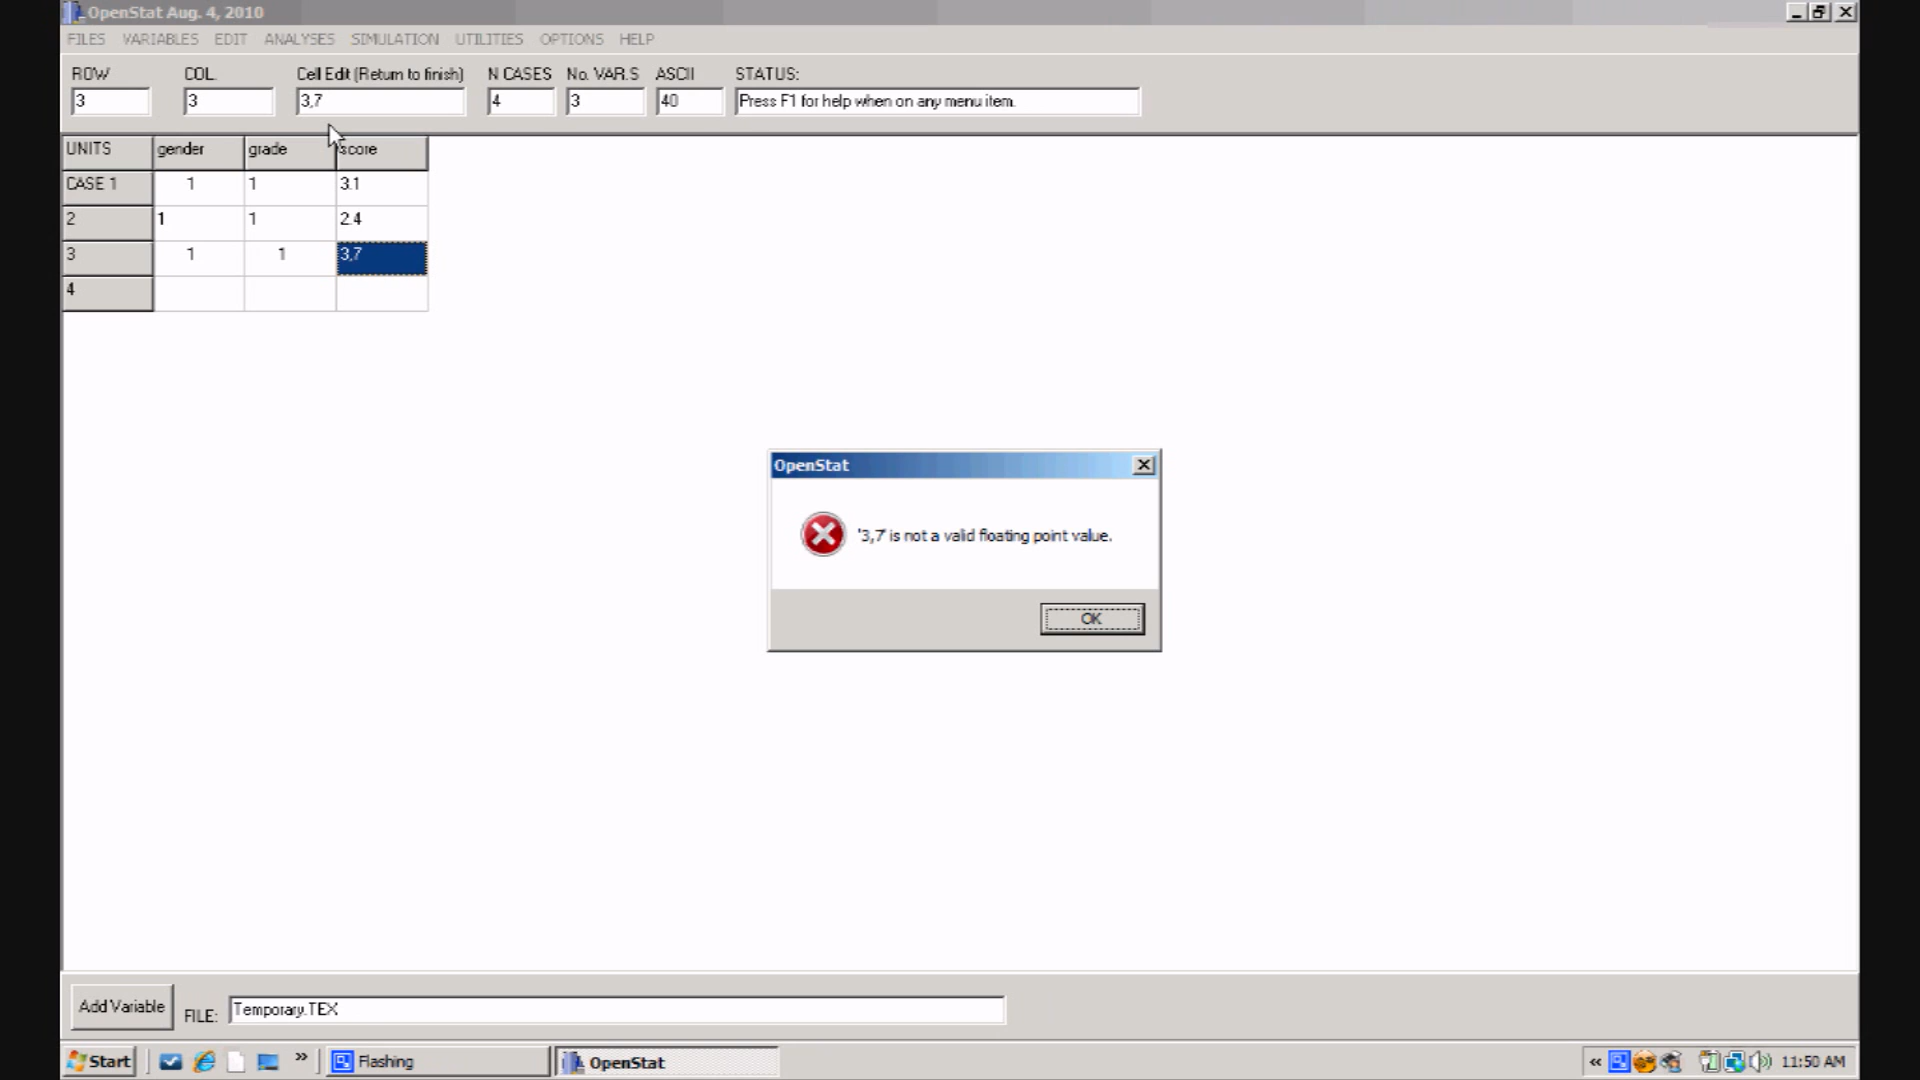 OpenStat Aug. 4, 2010
FILES VARIABLES EDIT ANALYSES SIMULATION UTILITIES OPTIONS HELP
ROW COL. Cell Edit (Return to finish) N CASES No. VAR.S ASCII STATUS:
3 3 3,7 4 3 40 Press F1 for help when on any menu item.
UNITS gender grade score
CASE 1 1 1 3.1
2 1 1 2.4
3 1 1 3,7
4
OpenStat
'3,7' is not a valid floating point value.
OK
Add Variable FILE: Temporary.TEX
Start » Flashing OpenStat « 11:50 AM